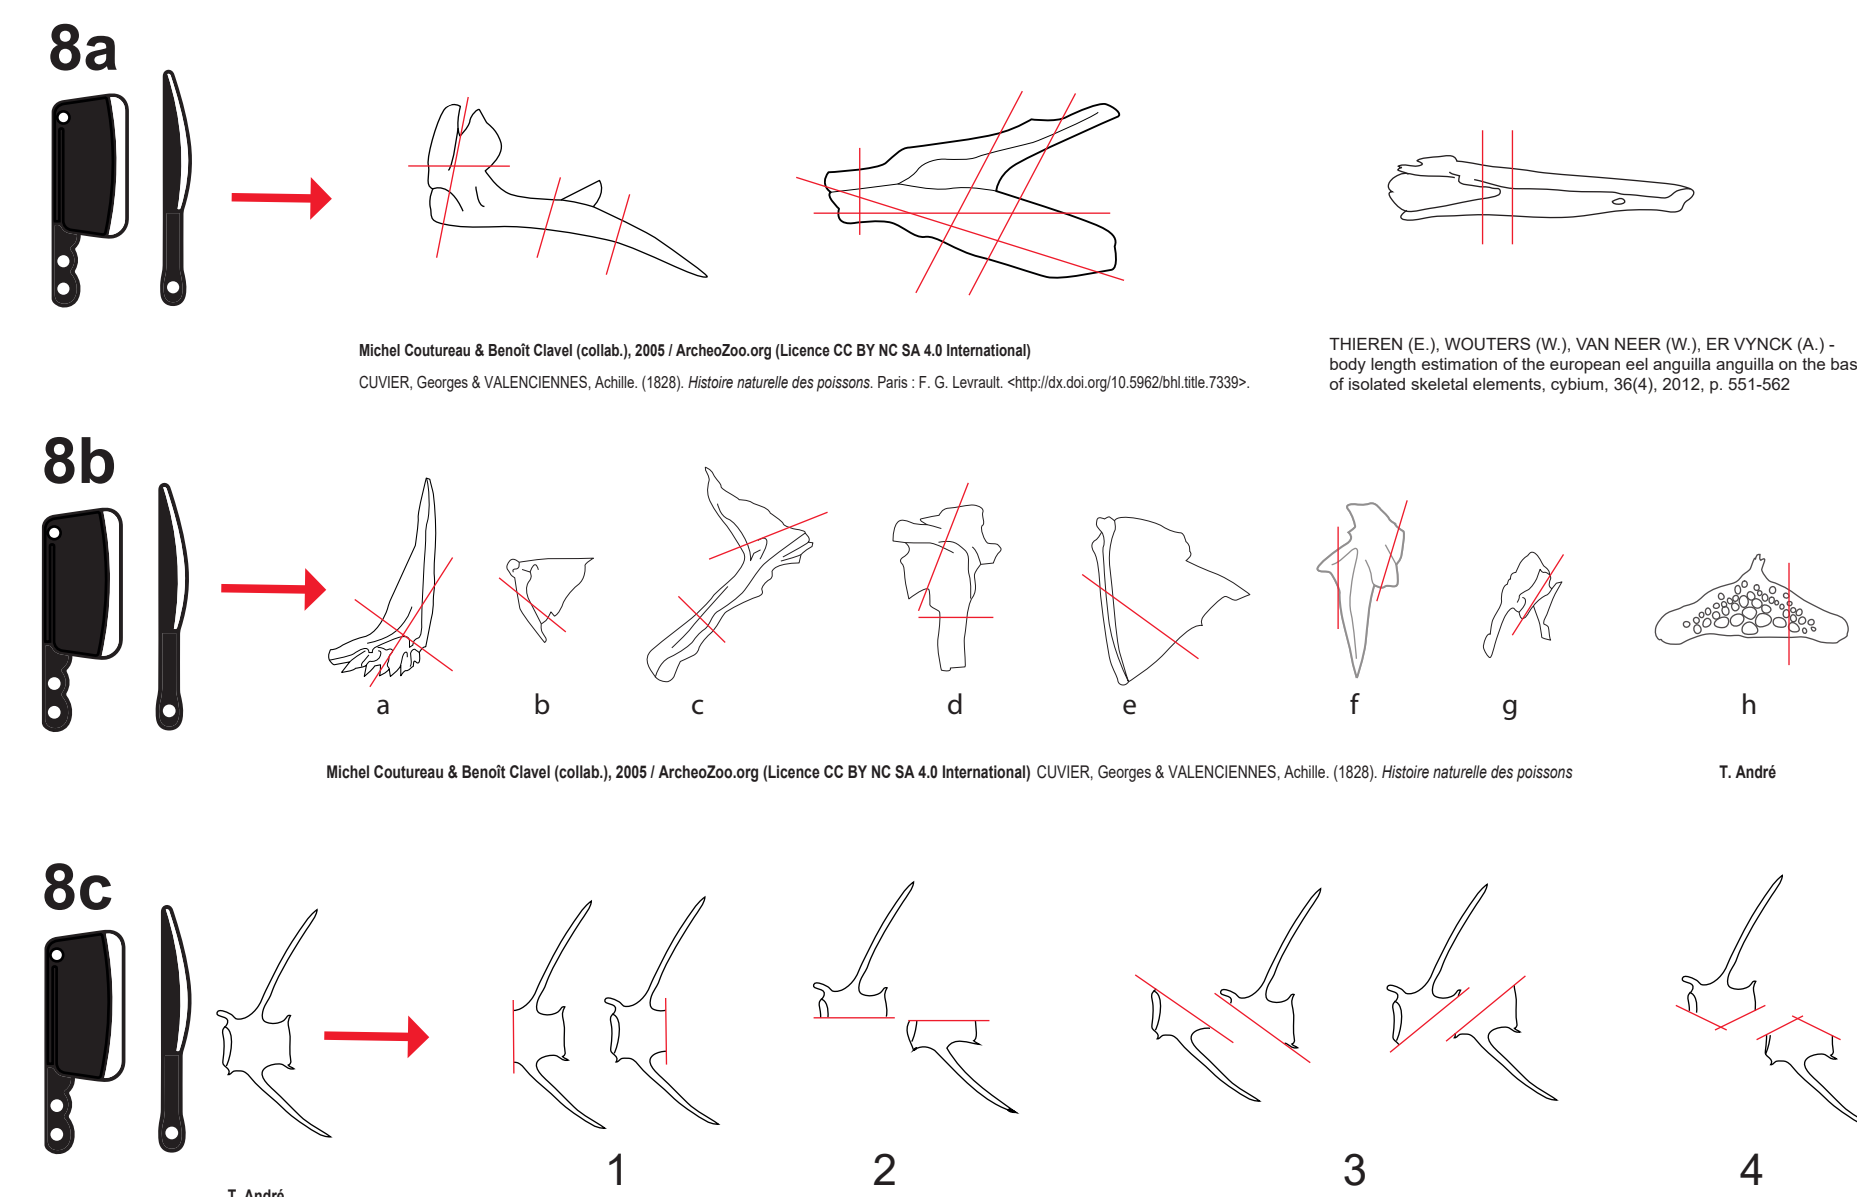 8a
Michel Coutureau & Benoît Clavel (collab.), 2005 / ArcheoZoo.org (Licence CC BY NC SA 4.0 International)
CUVIER, Georges & VALENCIENNES, Achille. (1828). Histoire naturelle des poissons. Paris : F. G. Levrault. <http://dx.doi.org/10.5962/bhl.title.7339>.
THIEREN (E.), WOUTERS (W.), VAN NEER (W.), ER VYNCK (A.) -
body length estimation of the european eel anguilla anguilla on the bas
of isolated skeletal elements, cybium, 36(4), 2012, p. 551-562
8b
a b c d e f g h
Michel Coutureau & Benoît Clavel (collab.), 2005 / ArcheoZoo.org (Licence CC BY NC SA 4.0 International) CUVIER, Georges & VALENCIENNES, Achille. (1828). Histoire naturelle des poissons
T. André
8c
1 2 3 4
T. André